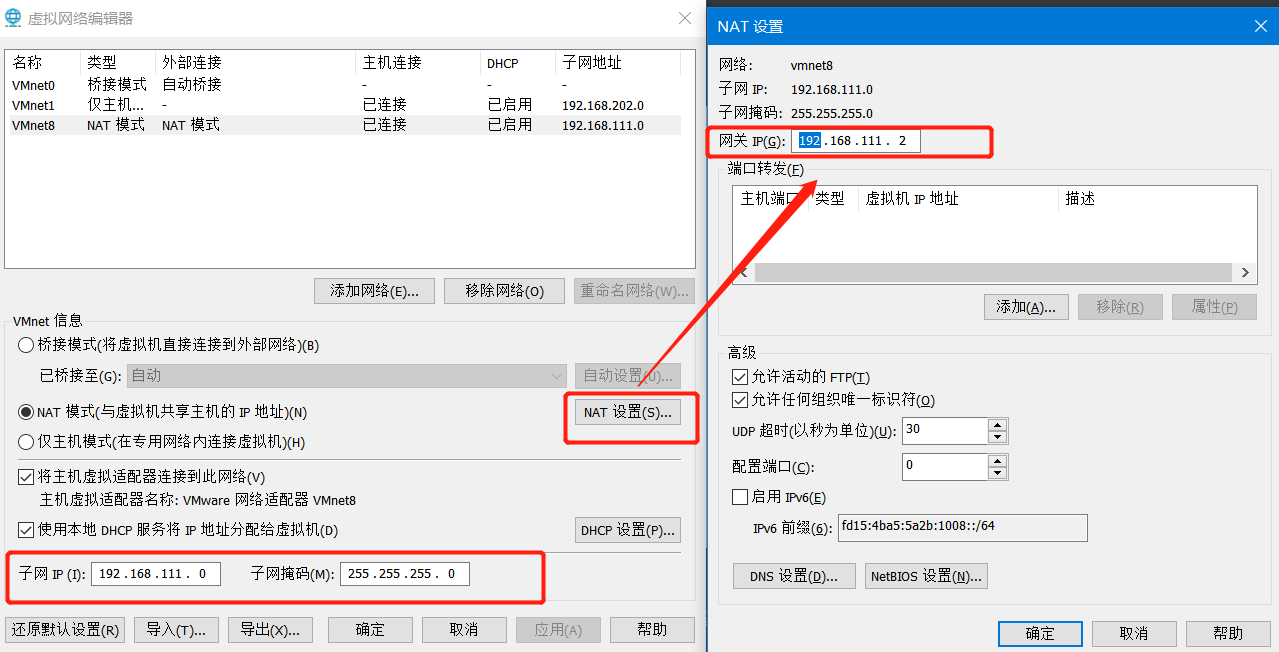 虚拟网络编辑器
名称 类型 外部连接 主机连接 DHCP 子网地址
VMnet0 桥接模式 自动桥接 - - -
VMnet1 仅主机... - 已连接 已启用 192.168.202.0
VMnet8 NAT 模式 NAT 模式 已连接 已启用 192.168.111.0
添加网络(E)... 移除网络(O) 重命名网络(W)...
VMnet 信息
桥接模式(将虚拟机直接连接到外部网络)(B)
已桥接至(G): 自动 自动设置(U)...
NAT 模式(与虚拟机共享主机的 IP 地址)(N) NAT 设置(S)...
仅主机模式(在专用网络内连接虚拟机)(H)
将主机虚拟适配器连接到此网络(V)
主机虚拟适配器名称: VMware 网络适配器 VMnet8
使用本地 DHCP 服务将 IP 地址分配给虚拟机(D) DHCP 设置(P)...
子网 IP (I): 192.168.111. 0 子网掩码(M): 255.255.255. 0
还原默认设置(R) 导入(T)... 导出(X)... 确定 取消 应用(A) 帮助
NAT 设置
网络: vmnet8
子网 IP: 192.168.111.0
子网掩码: 255.255.255.0
网关 IP(G): 192.168.111. 2
端口转发(F)
主机端口 类型 虚拟机 IP 地址 描述
添加(A)... 移除(R) 属性(P)
高级
允许活动的 FTP(T)
允许任何组织唯一标识符(O)
UDP 超时(以秒为单位)(U): 30
配置端口(C): 0
启用 IPv6(E)
IPv6 前缀(6): fd15:4ba5:5a2b:1008::/64
DNS 设置(D)... NetBIOS 设置(N)...
确定 取消 帮助